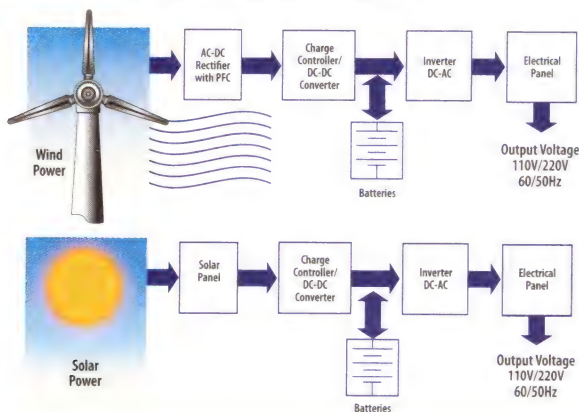 AC-DC
Rectifier
with PFC
Charge
Controller/
DC-DC
Converter
Inverter
DC-AC
Electrical
Panel
Wind
Power
Batteries
Output Voltage
110V/220V
60/50Hz
Solar
Panel
Charge
Controller/
DC-DC
Converter
Inverter
DC-AC
Electrical
Panel
Solar
Power
Batteries
Output Voltage
110V/220V
60/50Hz